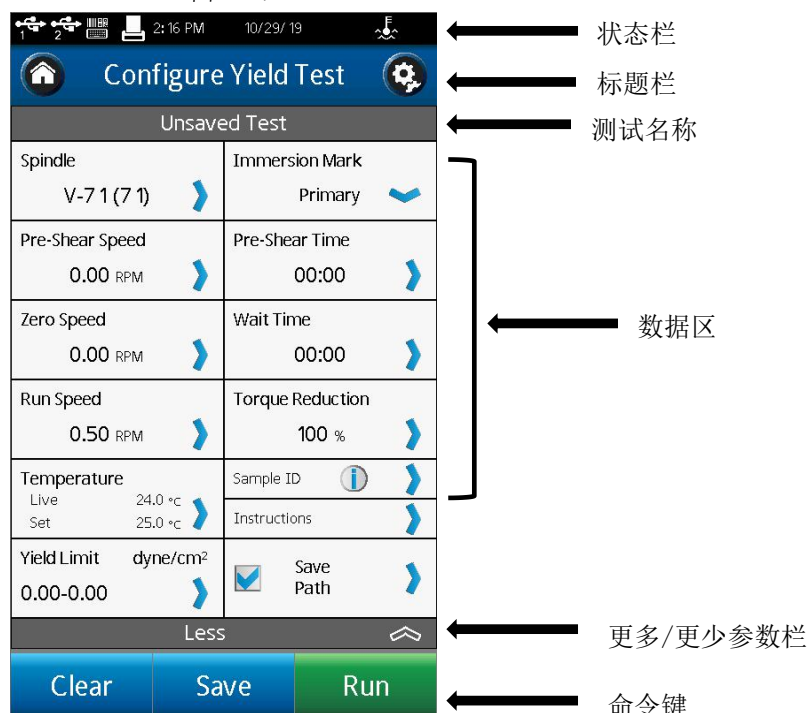 1 2 2:16 PM 10/29/19
状态栏
Configure Yield Test
标题栏
Unsaved Test
测试名称
Spindle
V-71(71)
Immersion Mark
Primary
Pre-Shear Speed
0.00 RPM
Pre-Shear Time
00:00
Zero Speed
0.00 RPM
Wait Time
00:00
数据区
Run Speed
0.50 RPM
Torque Reduction
100 %
Temperature
Live 24.0 °C
Set 25.0 °C
Sample ID i
Instructions
Yield Limit dyne/cm²
0.00-0.00
Save
Path
Less
更多/更少参数栏
Clear Save Run
命令键